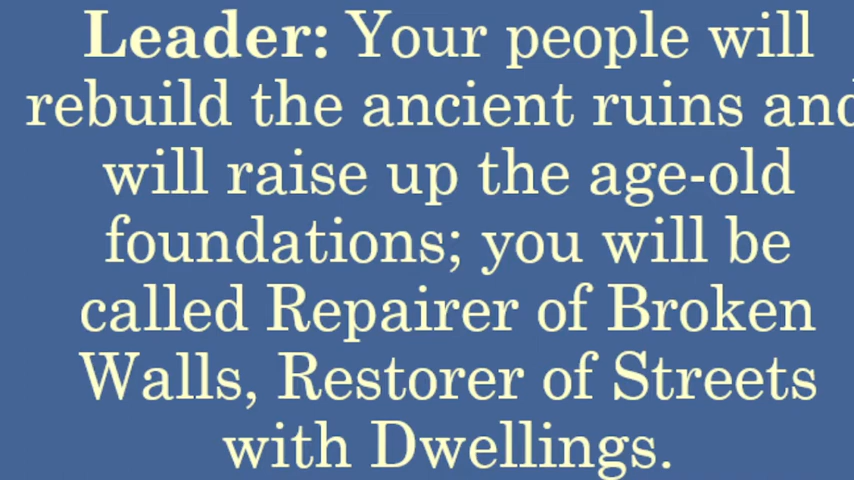 Leader: Your people will
rebuild the ancient ruins and
will raise up the age-old
foundations; you will be
called Repairer of Broken
Walls, Restorer of Streets
with Dwellings.